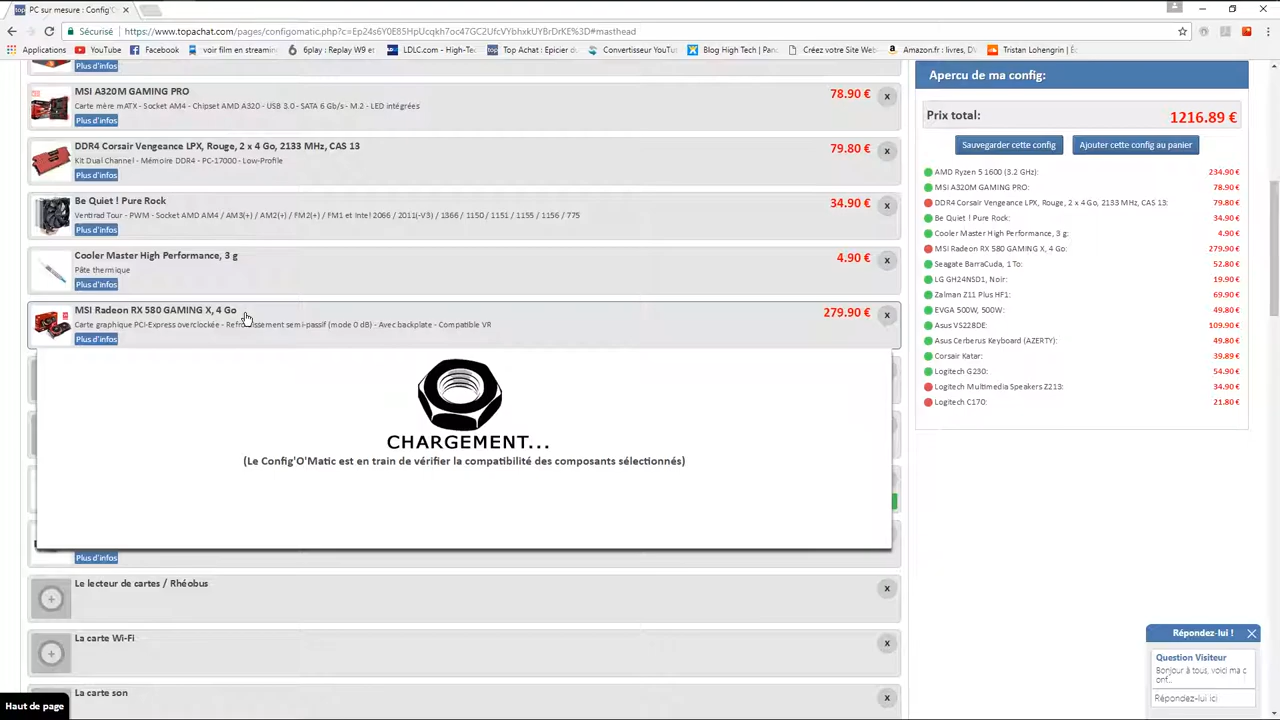 PC sur mesure : Config'O
Sécurisé
https://www.topachat.com/pages/configomatic.php?c=Ep24s6Y0E85HpUcqkh7oc47GC2UfcVYbhxkUYBPJrKE%3D#masthead
Applications YouTube Facebook voir film en streamin 6play : Replay W9 et LDLC.com - High-Tec Top Achat : Dépensez Convertisseur YouTu King High Tech | Pa Créez votre Site Web Amazon.fr : livres, DV Tristan Lohengrin | Éc
Plus d'infos
MSI A320M GAMING PRO
78.90 €
x
Carte mère mATX - Socket AM4 - Chipset AMD A320 - USB 3.0 - SATA 6 Gb/s - M.2 - LED intégrées
Plus d'infos
DDR4 Corsair Vengeance LPX, Rouge, 2 x 4 Go, 2133 MHz, CAS 13
79.80 €
x
Kit Dual Channel - Mémoire DDR4 - PC-17000 - Low-Profile
Plus d'infos
Be Quiet ! Pure Rock
34.90 €
x
Ventirad Tour - PWM - Socket AMD AM4 / AM3(+) / AM2(+) / FM2(+) / FM1 et Intel 2066 / 2011(-V3) / 1366 / 1150 / 1151 / 1155 / 1156 / 775
Plus d'infos
Cooler Master High Performance, 3 g
4.90 €
x
Pâte thermique
Plus d'infos
MSI Radeon RX 580 GAMING X, 4 Go
279.90 €
x
Carte graphique PCI-Express overclockée - Refroidissement semi-passif (mode 0 dB) - Avec backplate - Compatible VR
Plus d'infos
CHARGEMENT...
(Le Config'O'Matic est en train de vérifier la compatibilité des composants sélectionnés)
Plus d'infos
Le lecteur de cartes / Rhéobus
x
La carte Wi-Fi
x
La carte son
x
Haut de page
Apercu de ma config:
Prix total: 1216.89 €
Sauvegarder cette config
Ajouter cette config au panier
AMD Ryzen 5 1600 (3.2 GHz): 234.90 €
MSI A320M GAMING PRO: 78.90 €
DDR4 Corsair Vengeance LPX, Rouge, 2 x 4 Go, 2133 MHz, CAS 13: 79.80 €
Be Quiet ! Pure Rock: 34.90 €
Cooler Master High Performance, 3 g: 4.90 €
MSI Radeon RX 580 GAMING X, 4 Go: 279.90 €
Seagate BarraCuda, 1 To: 52.80 €
LG GH24NSD1, Noir: 19.90 €
Zalman Z11 Plus HF1: 69.90 €
EVGA 500W, 500W: 49.80 €
Asus VS228DE: 109.90 €
Asus Cerberus Keyboard (AZERTY): 49.80 €
Corsair Katar: 39.89 €
Logitech G230: 54.90 €
Logitech Multimedia Speakers Z213: 34.90 €
Logitech C170: 21.80 €
Répondez-lui !
Question Visiteur
Bonjour à tous, voici ma c
onf...
Répondez-lui ici